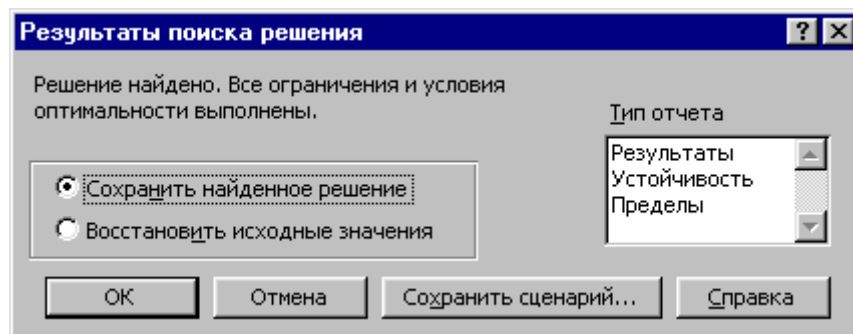 Результаты поиска решения
Решение найдено. Все ограничения и условия
оптимальности выполнены.
Тип отчета
Результаты
Устойчивость
Пределы
Сохранить найденное решение
Восстановить исходные значения
ОК
Отмена
Сохранить сценарий...
Справка